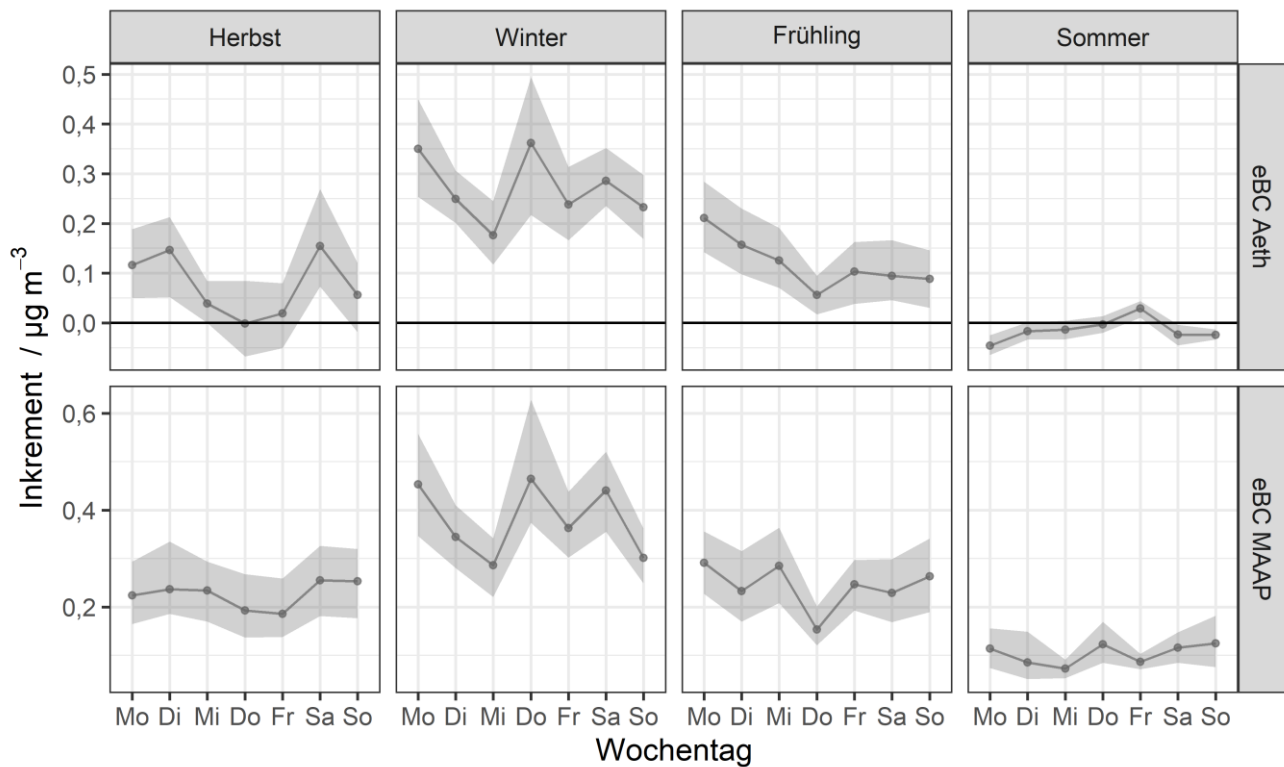 Herbst Winter Frühling Sommer
0,5
0,4
0,3
0,2
0,1
0,0
eBC Aeth
0,6
0,4
0,2
eBC MAAP
Inkrement / µg m⁻³
Mo Di Mi Do Fr Sa So Mo Di Mi Do Fr Sa So Mo Di Mi Do Fr Sa So Mo Di Mi Do Fr Sa So
Wochentag